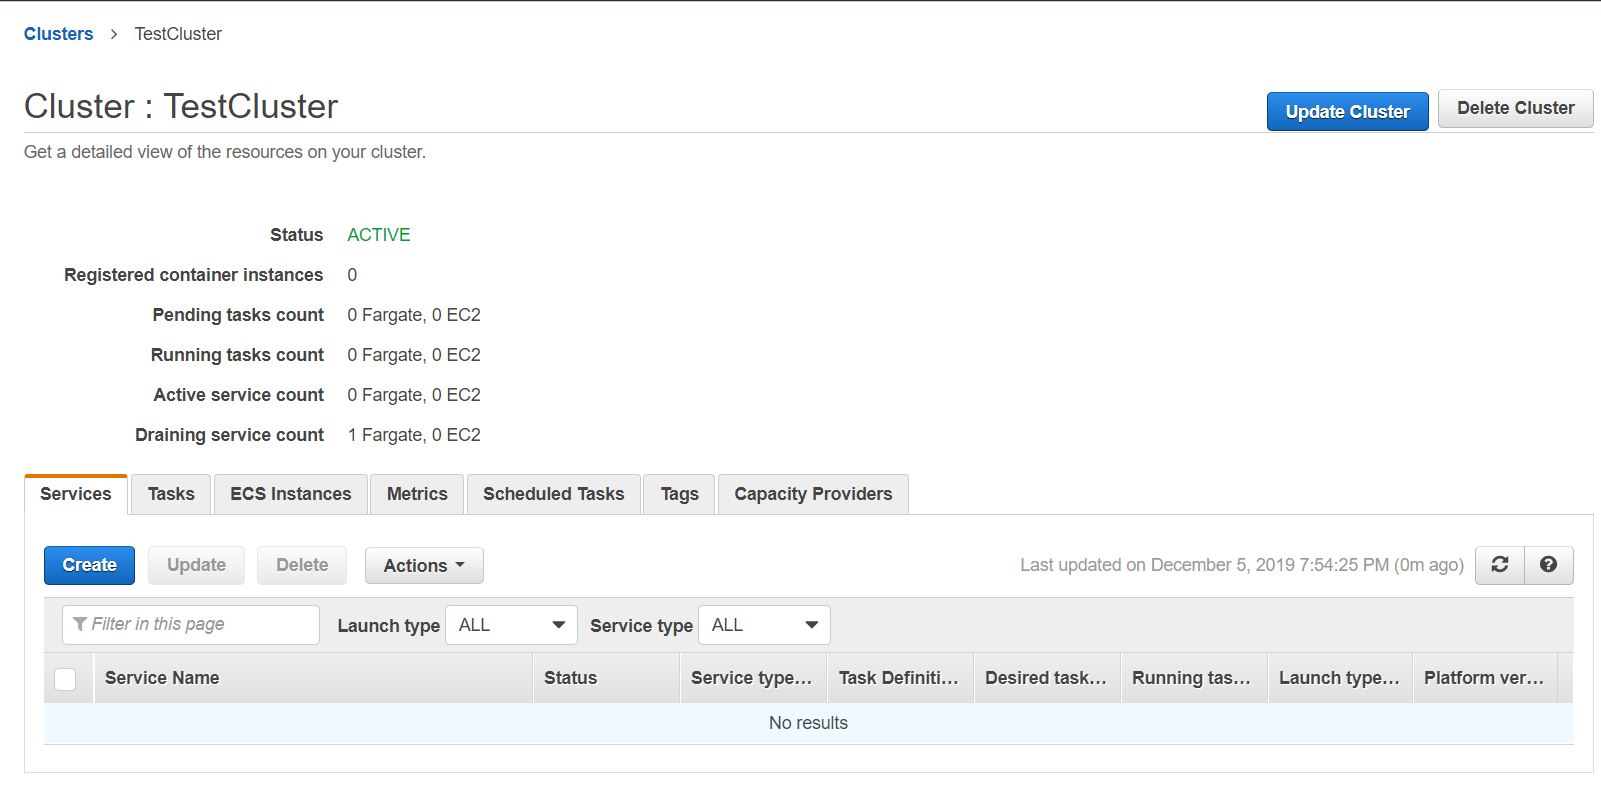 Clusters > TestCluster
Cluster : TestCluster
Update Cluster Delete Cluster
Get a detailed view of the resources on your cluster.
Status ACTIVE
Registered container instances 0
Pending tasks count 0 Fargate, 0 EC2
Running tasks count 0 Fargate, 0 EC2
Active service count 0 Fargate, 0 EC2
Draining service count 1 Fargate, 0 EC2
Services Tasks ECS Instances Metrics Scheduled Tasks Tags Capacity Providers
Create Update Delete Actions Last updated on December 5, 2019 7:54:25 PM (0m ago)
Filter in this page Launch type ALL Service type ALL
Service Name Status Service type... Task Definiti... Desired task... Running tas... Launch type... Platform ver...
No results